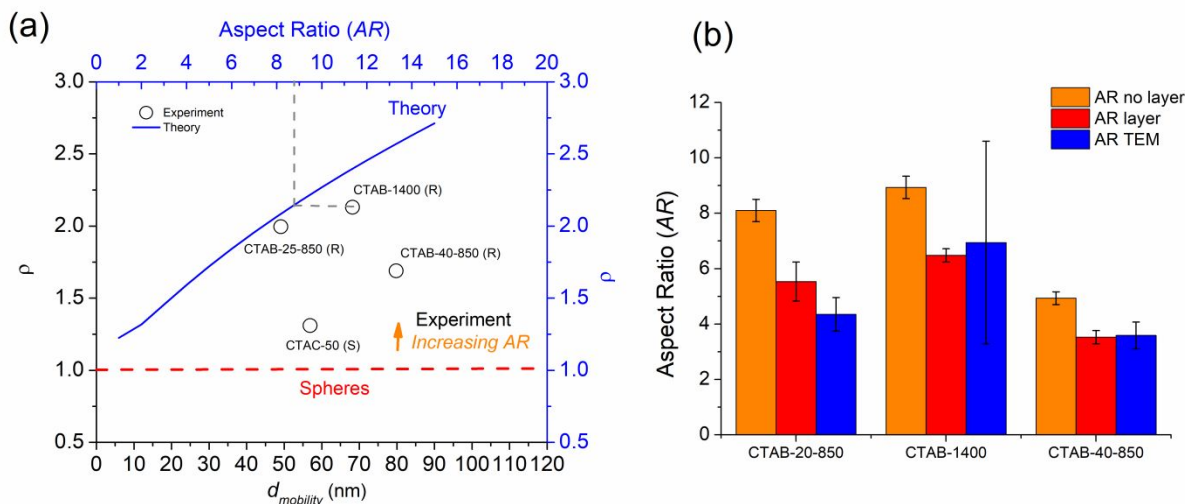 (a)
Aspect Ratio (AR)
0 2 4 6 8 10 12 14 16 18 20
3.0
2.5
2.0
1.5
1.0
0.5
ρ
Experiment
Theory
Theory
CTAB-1400 (R)
CTAB-25-850 (R)
CTAB-40-850 (R)
CTAC-50 (S)
Experiment
Increasing AR
Spheres
3.0
2.5
2.0
1.5
1.0
0.5
ρ
0 10 20 30 40 50 60 70 80 90 100 110 120
dmobility (nm)
(b)
Aspect Ratio (AR)
12
10
8
6
4
2
0
AR no layer
AR layer
AR TEM
CTAB-20-850 CTAB-1400 CTAB-40-850